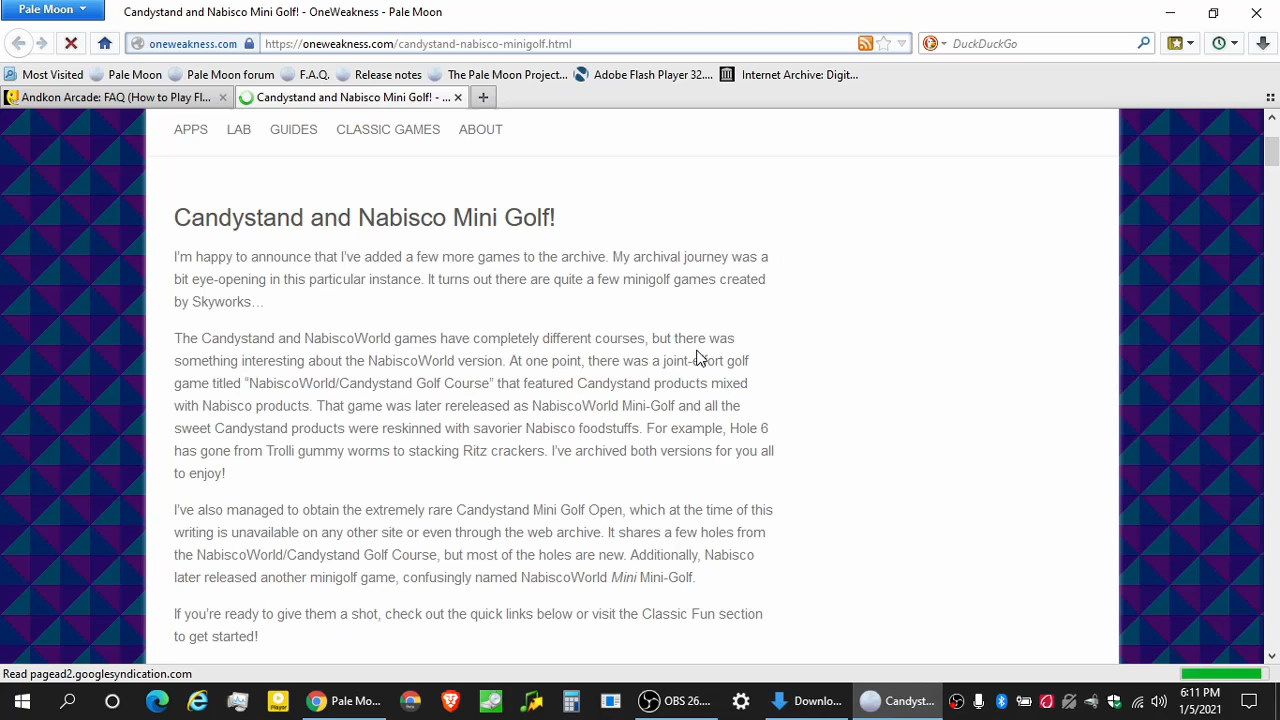 Pale Moon
Candystand and Nabisco Mini Golf! - OneWeakness - Pale Moon
oneweakness.com
https://oneweakness.com/candystand-nabisco-minigolf.html
DuckDuckGo
Most Visited
Pale Moon
Pale Moon forum
F.A.Q.
Release notes
The Pale Moon Project...
Adobe Flash Player 32....
Internet Archive: Digit...
Andkon Arcade: FAQ (How to Play Fl...
Candystand and Nabisco Mini Golf! - ...
APPS LAB GUIDES CLASSIC GAMES ABOUT
Candystand and Nabisco Mini Golf!
I'm happy to announce that I've added a few more games to the archive. My archival journey was a
bit eye-opening in this particular instance. It turns out there are quite a few minigolf games created
by Skyworks…
The Candystand and NabiscoWorld games have completely different courses, but there was
something interesting about the NabiscoWorld version. At one point, there was a joint-effort golf
game titled “NabiscoWorld/Candystand Golf Course” that featured Candystand products mixed
with Nabisco products. That game was later rereleased as NabiscoWorld Mini-Golf and all the
sweet Candystand products were reskinned with savorier Nabisco foodstuffs. For example, Hole 6
has gone from Trolli gummy worms to stacking Ritz crackers. I've archived both versions for you all
to enjoy!
I've also managed to obtain the extremely rare Candystand Mini Golf Open, which at the time of this
writing is unavailable on any other site or even through the web archive. It shares a few holes from
the NabiscoWorld/Candystand Golf Course, but most of the holes are new. Additionally, Nabisco
later released another minigolf game, confusingly named NabiscoWorld Mini Mini-Golf.
If you're ready to give them a shot, check out the quick links below or visit the Classic Fun section
to get started!
Read pagead2.googlesyndication.com
Player
Pale Mo...
OBS 26....
Downlo...
Candyst...
6:11 PM
1/5/2021